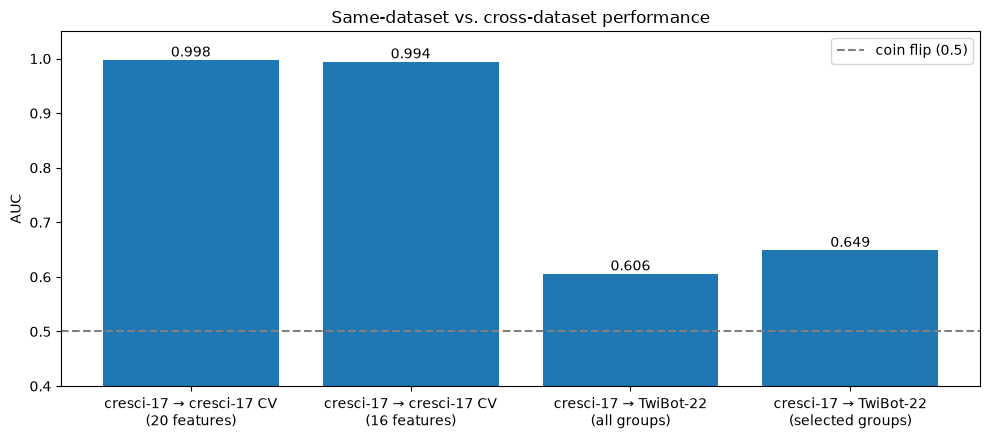 Same-dataset vs. cross-dataset performance
coin flip (0.5)
AUC
1.0
0.9
0.8
0.7
0.6
0.5
0.4
0.998
0.994
0.606
0.649
cresci-17 → cresci-17 CV
(20 features)
cresci-17 → cresci-17 CV
(16 features)
cresci-17 → TwiBot-22
(all groups)
cresci-17 → TwiBot-22
(selected groups)